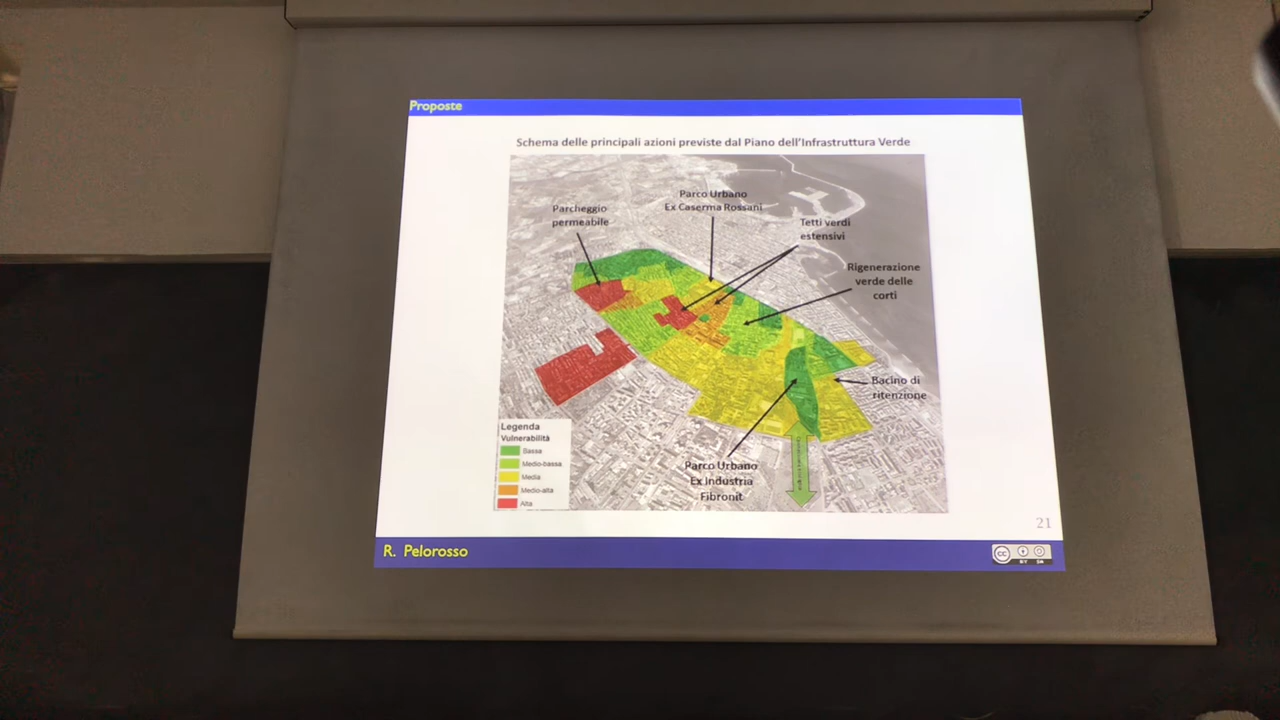 Proposte
Schema delle principali azioni previste dal Piano dell'Infrastruttura Verde
Parco Urbano
Ex Caserma Rossani
Parcheggio
permeabile
Tetti verdi
estensivi
Rigenerazione
verde delle
corti
Bacino di
ritenzione
Parco Urbano
Ex Industria
Fibronit
Legenda
Vulnerabilità
Bassa
Medio-bassa
Media
Medio-alta
Alta
21
R. Pelorosso
CC
BY